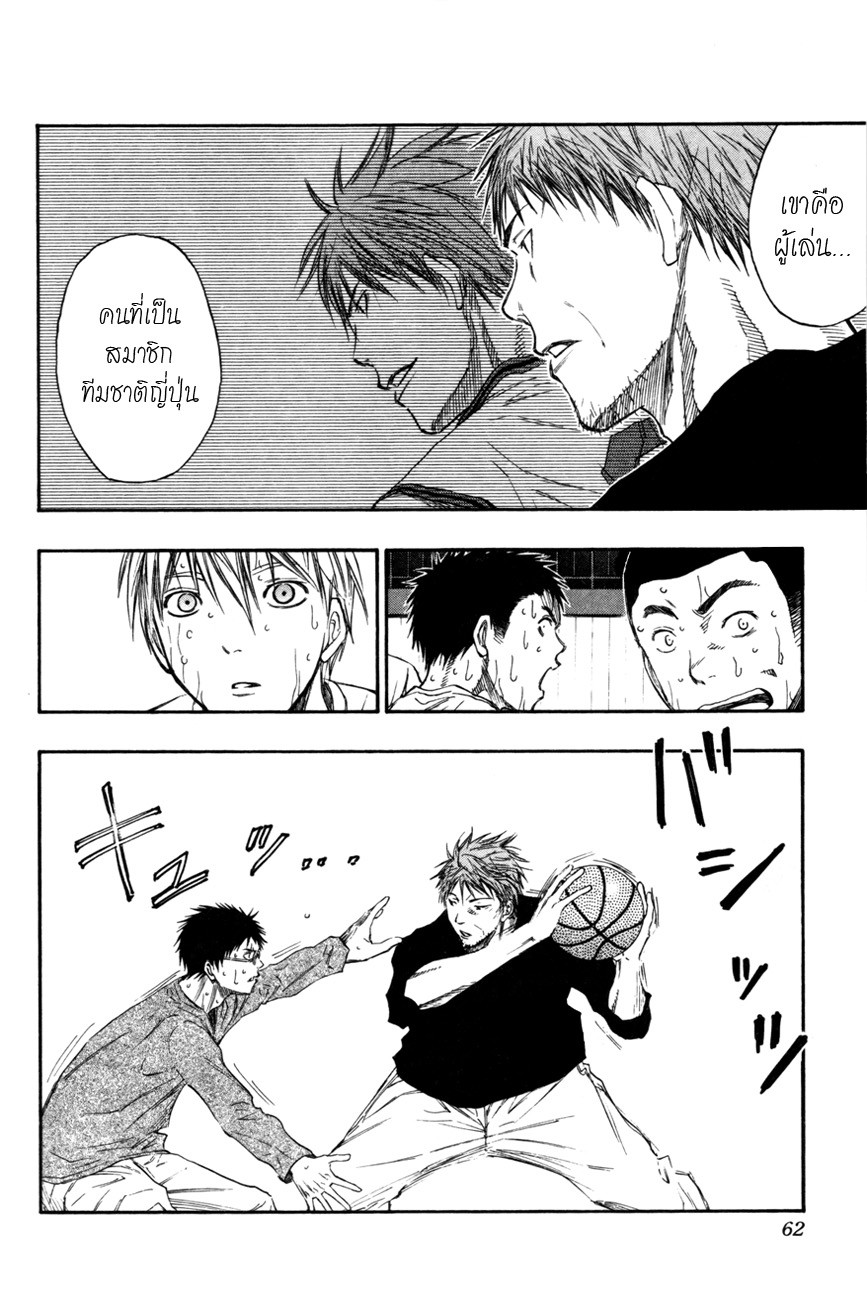 เขาคือ
ผู้เล่น...
คนที่เป็น
สมาชิก
ทีมชาติญี่ปุ่น
バシッ
キュッ...
62